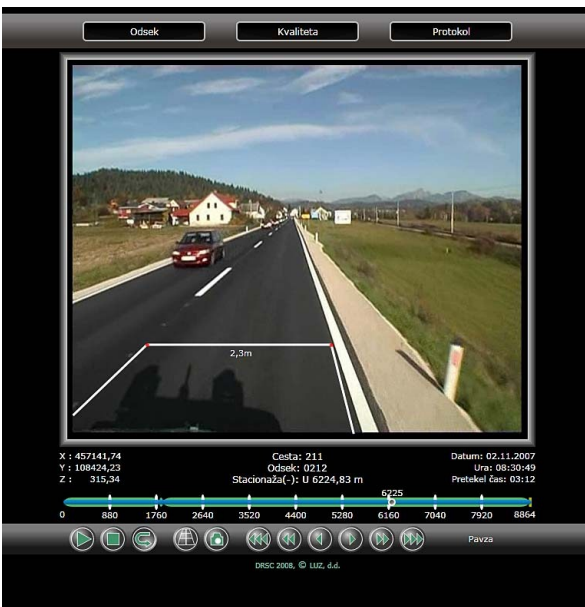 Odsek Kvaliteta Protokol
2,3m
X : 457141,74 Cesta: 211 Datum: 02.11.2007
Y : 108424,23 Odsek: 0212 Ura: 08:30:49
Z : 315,34 Stacionaža(-): U 6224,83 m Pretekel čas: 03:12
6225
0 880 1760 2640 3520 4400 5280 6160 7040 7920 8864
Pavza
DRSC 2008, © LUZ, d.d.